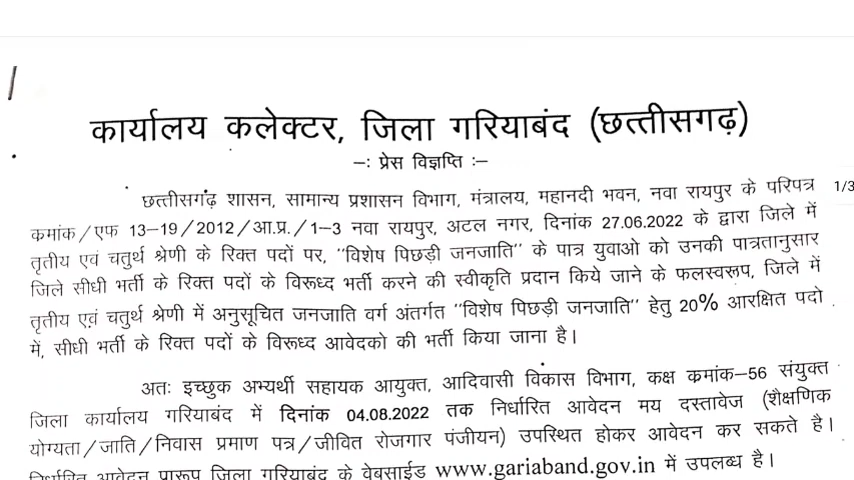 कार्यालय कलेक्टर, जिला गरियाबंद (छत्तीसगढ़)
–: प्रेस विज्ञप्ति :–
छत्तीसगढ़ शासन, सामान्य प्रशासन विभाग, मंत्रालय, महानदी भवन, नवा रायपुर के परिपत्र
1/3
कमांक/एफ 13-19/2012/आ.प्र./1-3 नवा रायपुर, अटल नगर, दिनांक 27.06.2022 के द्वारा जिले में
तृतीय एवं चतुर्थ श्रेणी के रिक्त पदों पर, "विशेष पिछड़ी जनजाति" के पात्र युवाओ को उनकी पात्रतानुसार
जिले सीधी भर्ती के रिक्त पदों के विरूध्द भर्ती करने की स्वीकृति प्रदान किये जाने के फलस्वरूप, जिले में
तृतीय एवं चतुर्थ श्रेणी में अनुसूचित जनजाति वर्ग अंतर्गत "विशेष पिछड़ी जनजाति" हेतु 20% आरक्षित पदो
में, सीधी भर्ती के रिक्त पदों के विरूध्द आवेदको की भर्ती किया जाना है।
अतः इच्छुक अभ्यर्थी सहायक आयुक्त, आदिवासी विकास विभाग, कक्ष कमांक-56 संयुक्त
जिला कार्यालय गरियाबंद में दिनांक 04.08.2022 तक निर्धारित आवेदन मय दस्तावेज (शैक्षणिक
योग्यता/जाति/निवास प्रमाण पत्र/जीवित रोजगार पंजीयन) उपस्थित होकर आवेदन कर सकते है।
निर्धारित आवेदन प्रारूप जिला गरियाबंद के वेबसाईड www.gariaband.gov.in में उपलब्ध है।